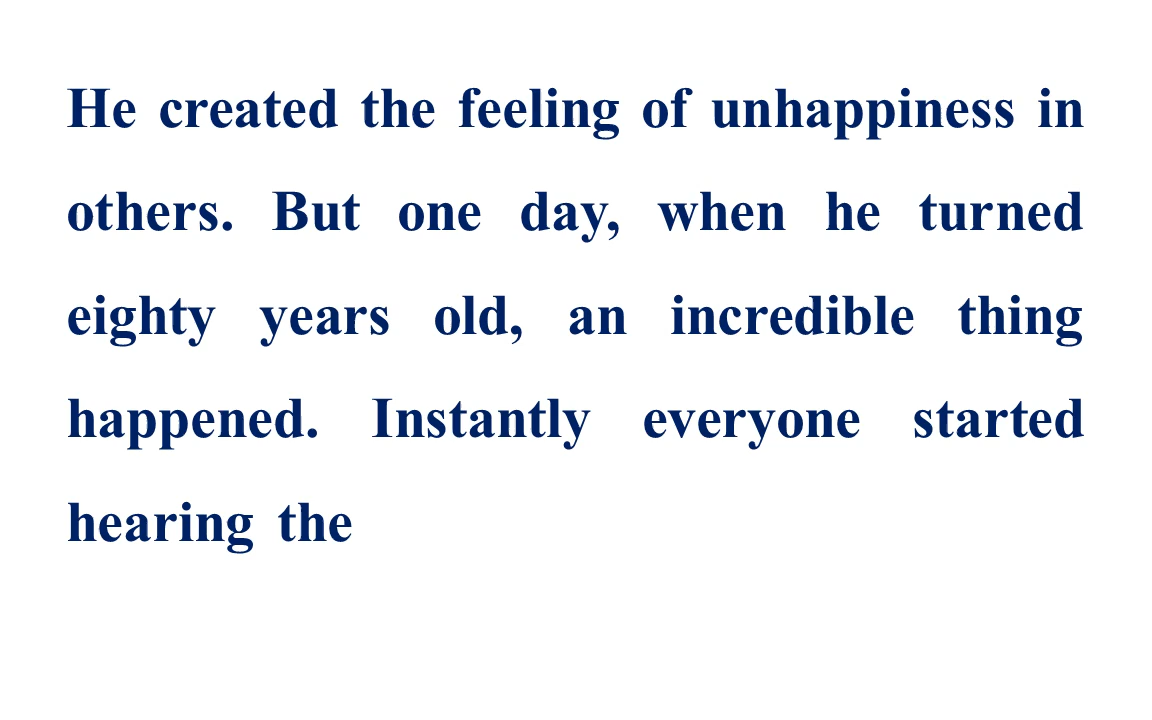 He created the feeling of unhappiness in
others. But one day, when he turned
eighty years old, an incredible thing
happened. Instantly everyone started
hearing the